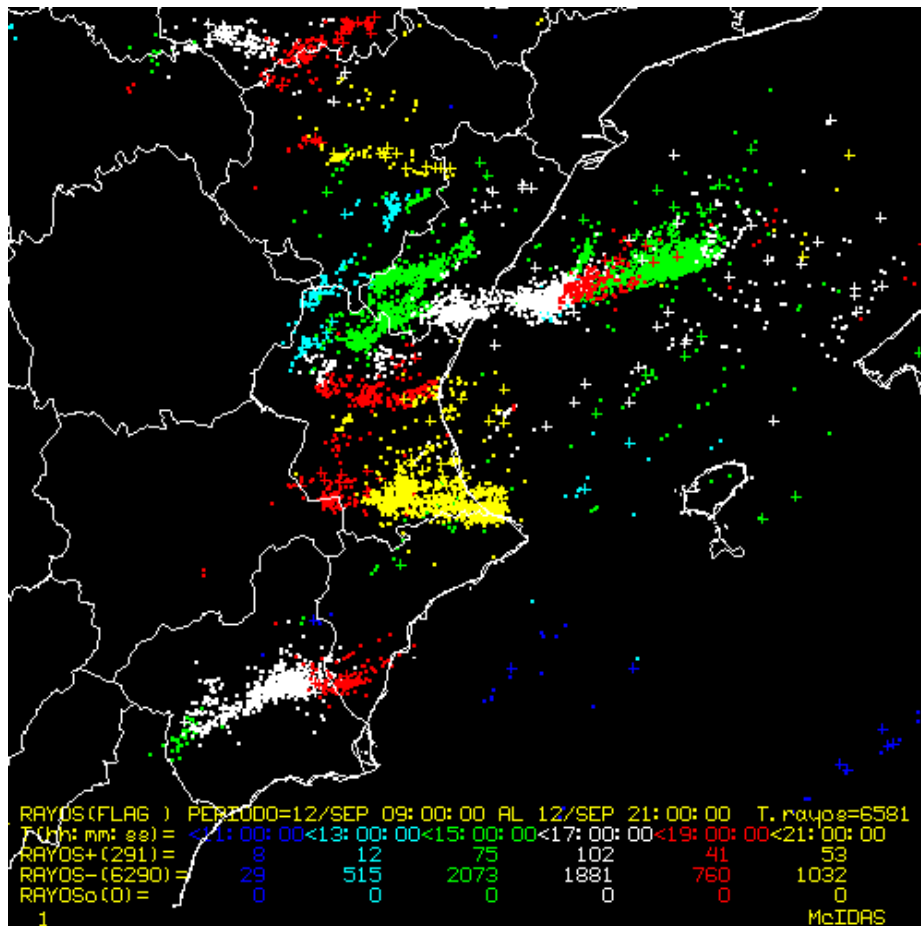 RAYOS(FLAG ) PERIODO=12/SEP 09:00:00 AL 12/SEP 21:00:00 T.rayos=6581
T(hh:mm:ss)= <11:00:00<13:00:00<15:00:00<17:00:00<19:00:00<21:00:00
RAYOS+(291)= 8 12 75 102 41 53
RAYOS-(6290)= 29 515 2073 1881 760 1032
RAYOSo(0)= 0 0 0 0 0 0
1 McIDAS